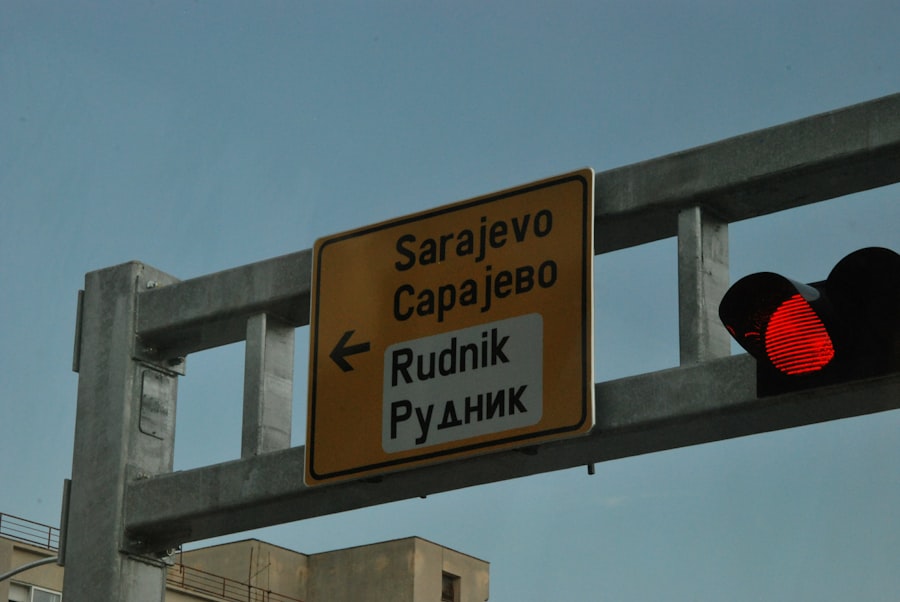 Sarajevo
Сарајево
Rudnik
Рудник